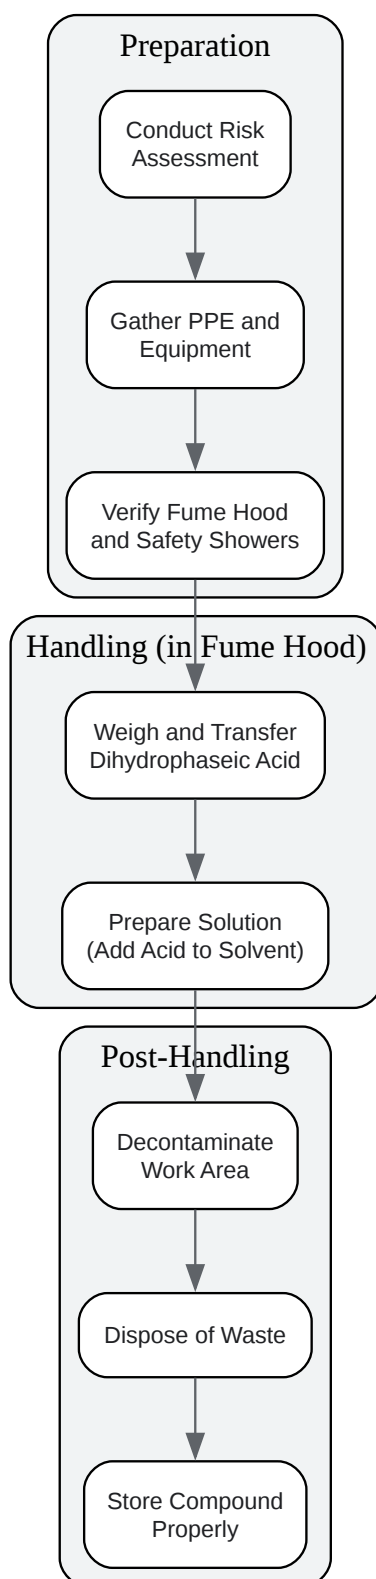 Preparation
Conduct Risk
Assessment
Gather PPE and
Equipment
Verify Fume Hood
and Safety Showers
Handling (in Fume Hood)
Weigh and Transfer
Dihydrophaseic Acid
Prepare Solution
(Add Acid to Solvent)
Post-Handling
Decontaminate
Work Area
Dispose of Waste
Store Compound
Properly